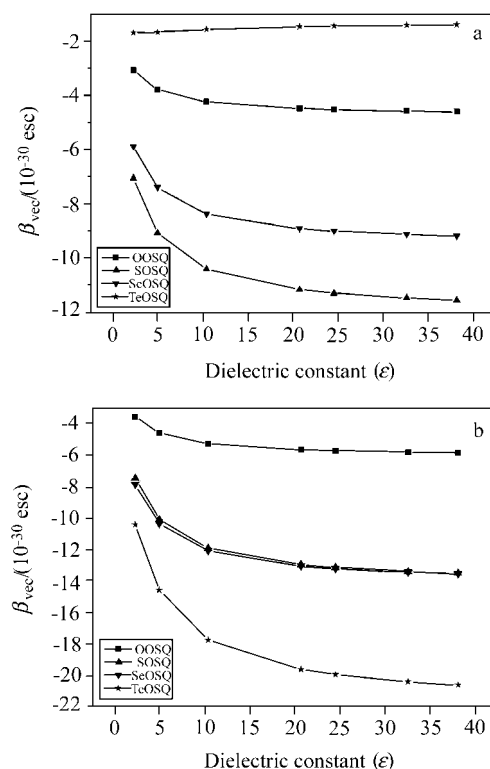 a
-2
-4
-6
-8
-10
-12
βvec/(10-30 esc)
OOSQ
SOSQ
SeOSQ
TeOSQ
0 5 10 15 20 25 30 35 40
Dielectric constant (ε)
b
-4
-6
-8
-10
-12
-14
-16
-18
-20
-22
βvec/(10-30 esc)
OOSQ
SOSQ
SeOSQ
TeOSQ
0 5 10 15 20 25 30 35 40
Dielectric constant (ε)